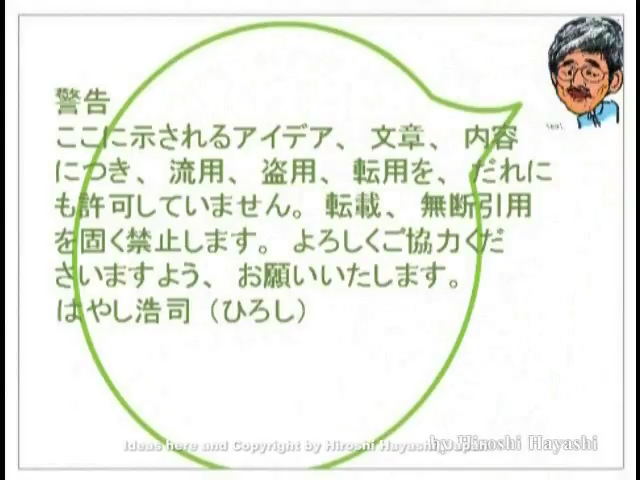 警告
ここに示されるアイデア、 文章、 内容
につき、 流用、 盗用、 転用を、 だれに
も許可していません。 転載、 無断引用
を固く禁止します。 よろしくご協力くだ
さいますよう、 お願いいたします。
はやし浩司 （ひろし）
Ideas here and Copyright by Hiroshi Hayashi Japan
by Hiroshi Hayashi